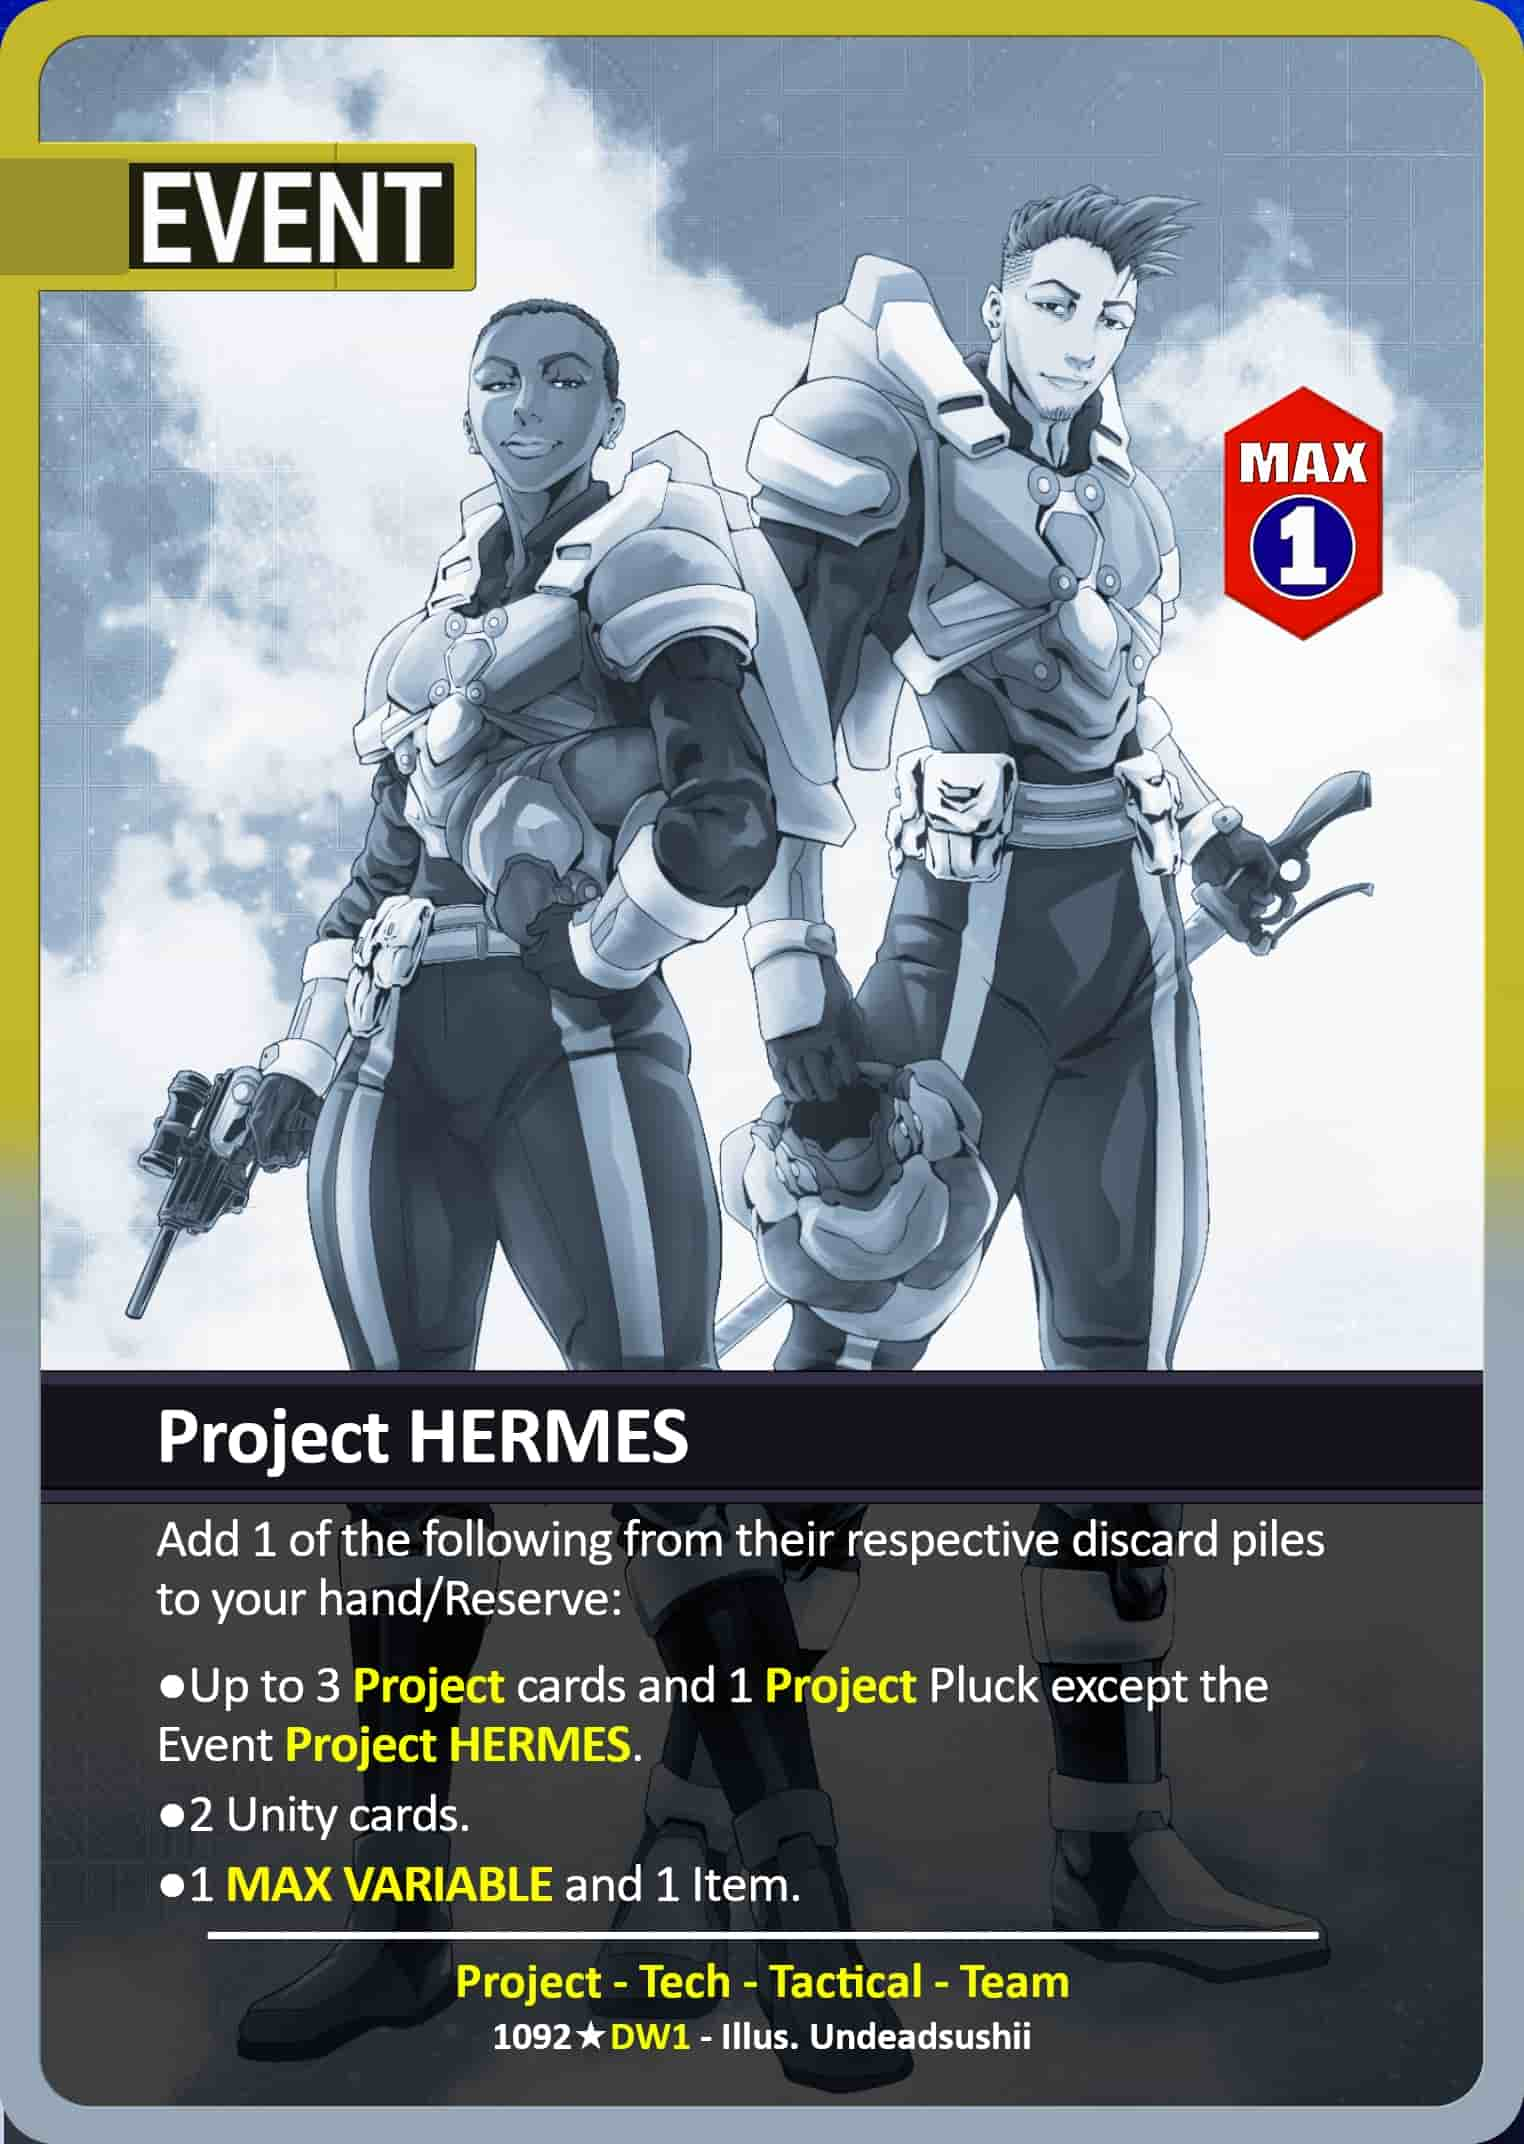 EVENT
MAX
1
Project HERMES
Add 1 of the following from their respective discard piles
to your hand/Reserve:
●Up to 3 Project cards and 1 Project Pluck except the
Event Project HERMES.
●2 Unity cards.
●1 MAX VARIABLE and 1 Item.
Project - Tech - Tactical - Team
1092★DW1 - Illus. Undeadsushii